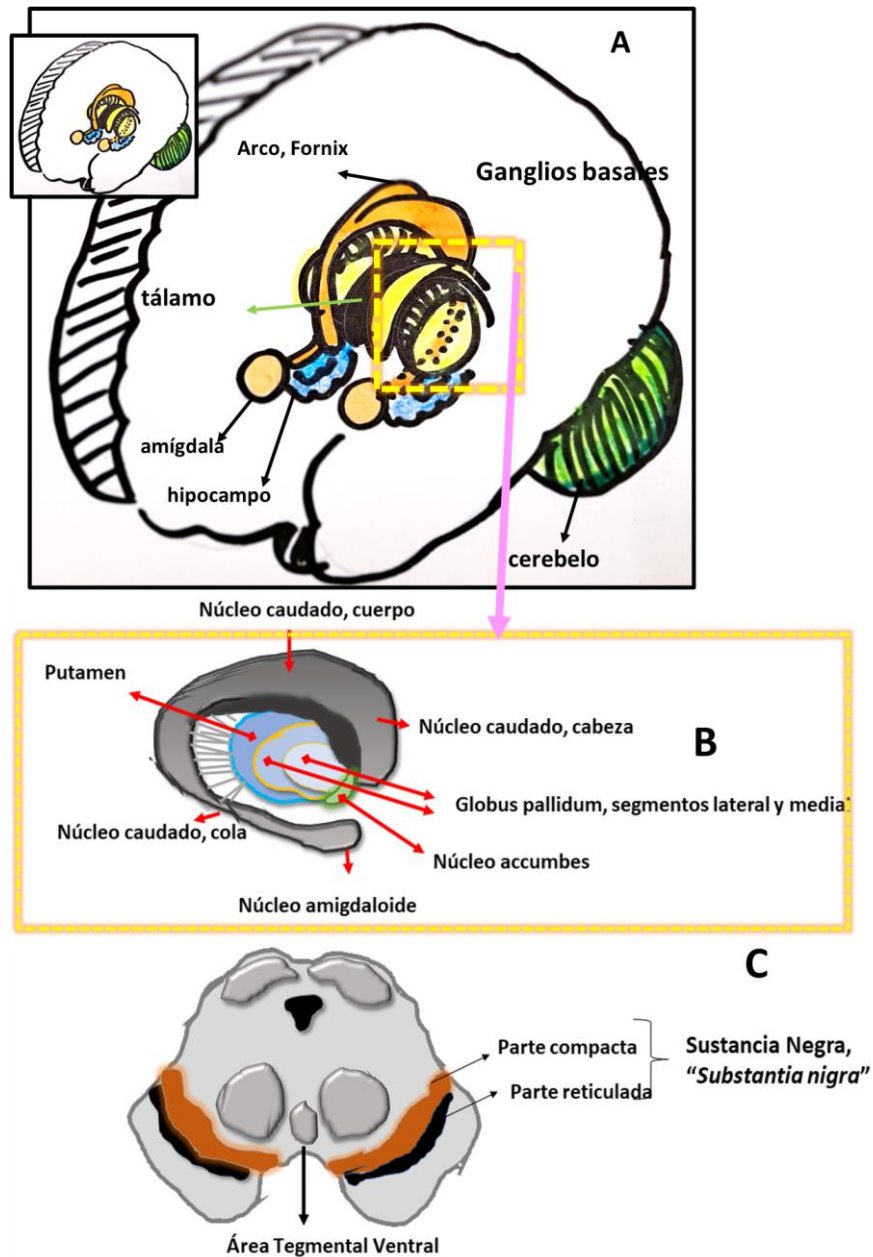 A
Arco, Fornix
Ganglios basales
tálamo
amígdala
hipocampo
cerebelo
Núcleo caudado, cuerpo
Putamen
Núcleo caudado, cabeza
B
Globus pallidum, segmentos lateral y media
Núcleo caudado, cola
Núcleo accumbes
Núcleo amigdaloide
C
Parte compacta
Sustancia Negra,
Parte reticulada
“Substantia nigra”
Área Tegmental Ventral